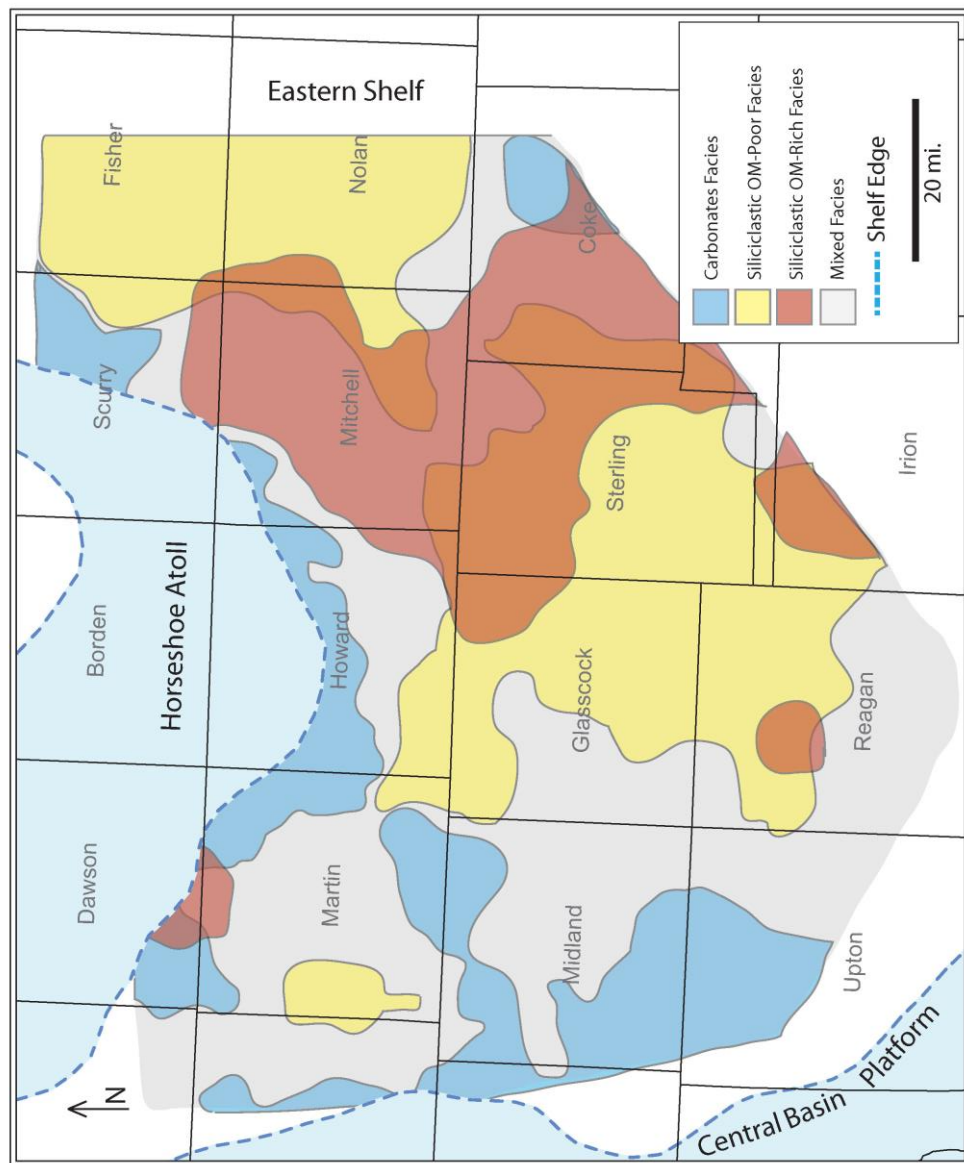 Eastern Shelf
Fisher
Nolan
Coke
Scurry
Mitchell
Sterling
Irion
Borden
Horseshoe Atoll
Howard
Glasscock
Reagan
Dawson
Martin
Midland
Upton
Central Basin Platform
N
Carbonates Facies
Siliciclastic OM-Poor Facies
Siliciclastic OM-Rich Facies
Mixed Facies
Shelf Edge
20 mi.